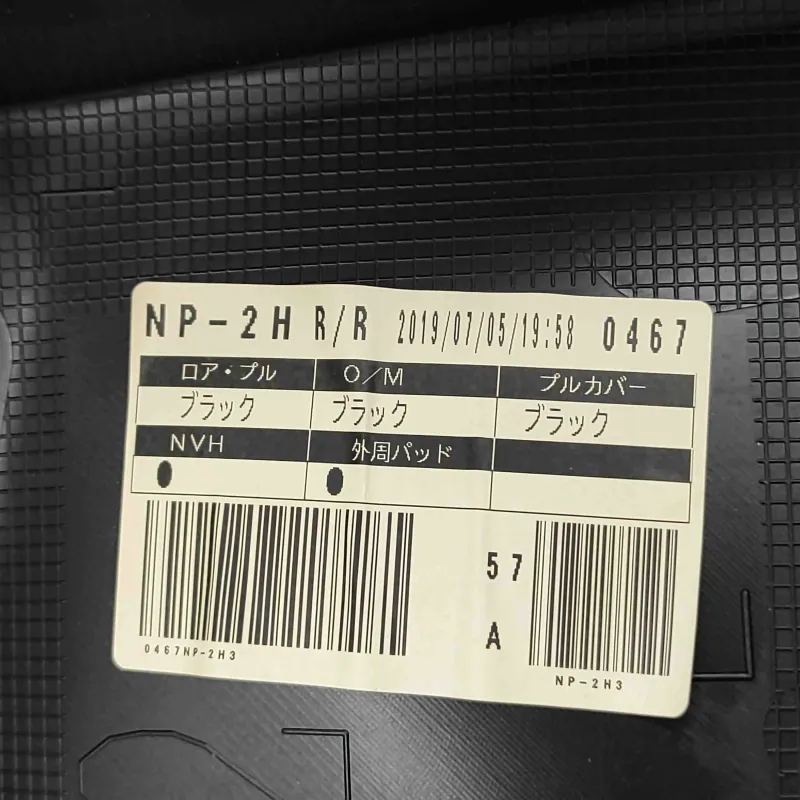 NP-2H R/R 2019/07/05/19:58 0467
ロア・プル O/M プルカバー
ブラック ブラック ブラック
NVH 外周パッド
● ●
57
A
0467NP-2H3
NP-2H3